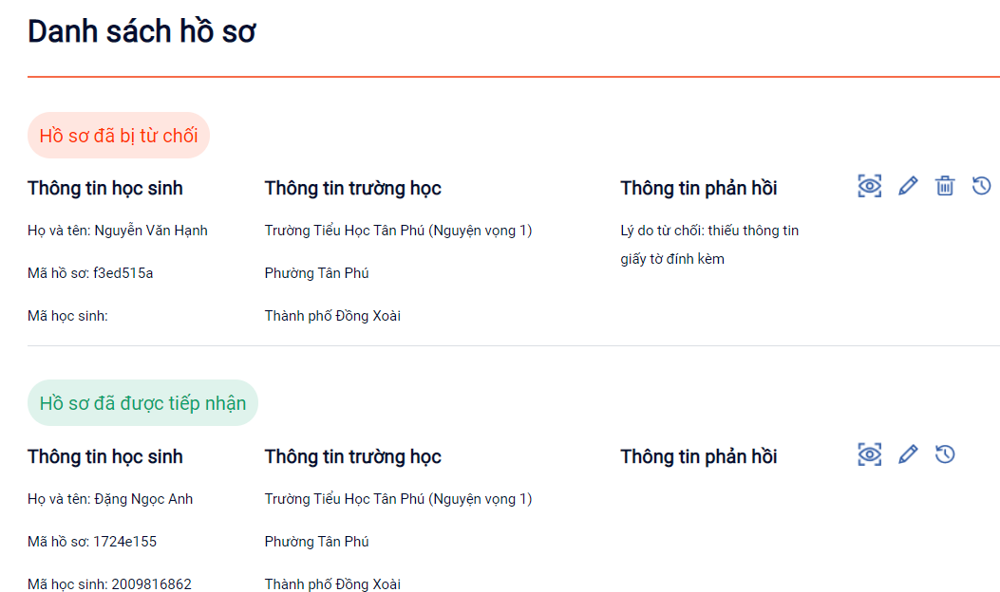 Danh sách hồ sơ
Hồ sơ đã bị từ chối
Thông tin học sinh
Thông tin trường học
Thông tin phản hồi
Họ và tên: Nguyễn Văn Hạnh
Trường Tiểu Học Tân Phú (Nguyện vọng 1)
Lý do từ chối: thiếu thông tin
giấy tờ đính kèm
Mã hồ sơ: f3ed515a
Phường Tân Phú
Mã học sinh:
Thành phố Đồng Xoài
Hồ sơ đã được tiếp nhận
Thông tin học sinh
Thông tin trường học
Thông tin phản hồi
Họ và tên: Đặng Ngọc Anh
Trường Tiểu Học Tân Phú (Nguyện vọng 1)
Mã hồ sơ: 1724e155
Phường Tân Phú
Mã học sinh: 2009816862
Thành phố Đồng Xoài